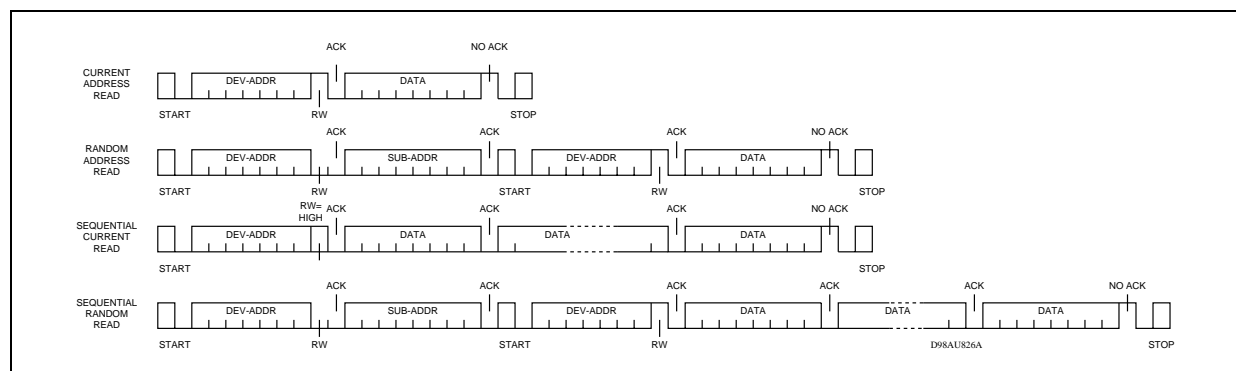 ACK NO ACK
CURRENT
ADDRESS
READ
DEV-ADDR DATA
START RW STOP
ACK ACK ACK NO ACK
RANDOM
ADDRESS
READ
DEV-ADDR SUB-ADDR DEV-ADDR DATA
START RW START RW STOP
RW=
HIGH
ACK ACK ACK NO ACK
SEQUENTIAL
CURRENT
READ
DEV-ADDR DATA DATA DATA
START STOP
ACK ACK ACK ACK ACK NO ACK
SEQUENTIAL
RANDOM
READ
DEV-ADDR SUB-ADDR DEV-ADDR DATA DATA DATA
START RW START RW D98AU826A STOP